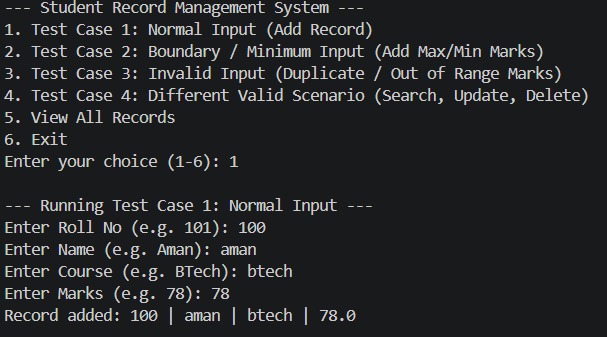 --- Student Record Management System ---
1. Test Case 1: Normal Input (Add Record)
2. Test Case 2: Boundary / Minimum Input (Add Max/Min Marks)
3. Test Case 3: Invalid Input (Duplicate / Out of Range Marks)
4. Test Case 4: Different Valid Scenario (Search, Update, Delete)
5. View All Records
6. Exit
Enter your choice (1-6): 1
--- Running Test Case 1: Normal Input ---
Enter Roll No (e.g. 101): 100
Enter Name (e.g. Aman): aman
Enter Course (e.g. BTech): btech
Enter Marks (e.g. 78): 78
Record added: 100 | aman | btech | 78.0